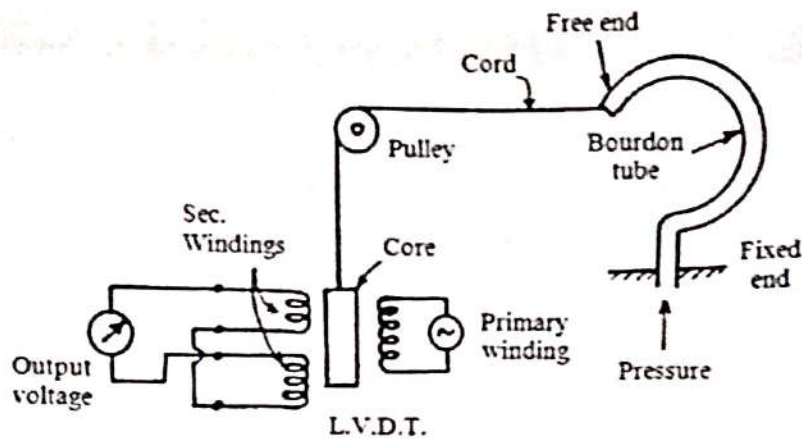 Free end
Cord
Pulley
Bourdon
tube
Sec.
Windings
Core
Fixed
end
Output
voltage
~
Primary
winding
Pressure
L.V.D.T.